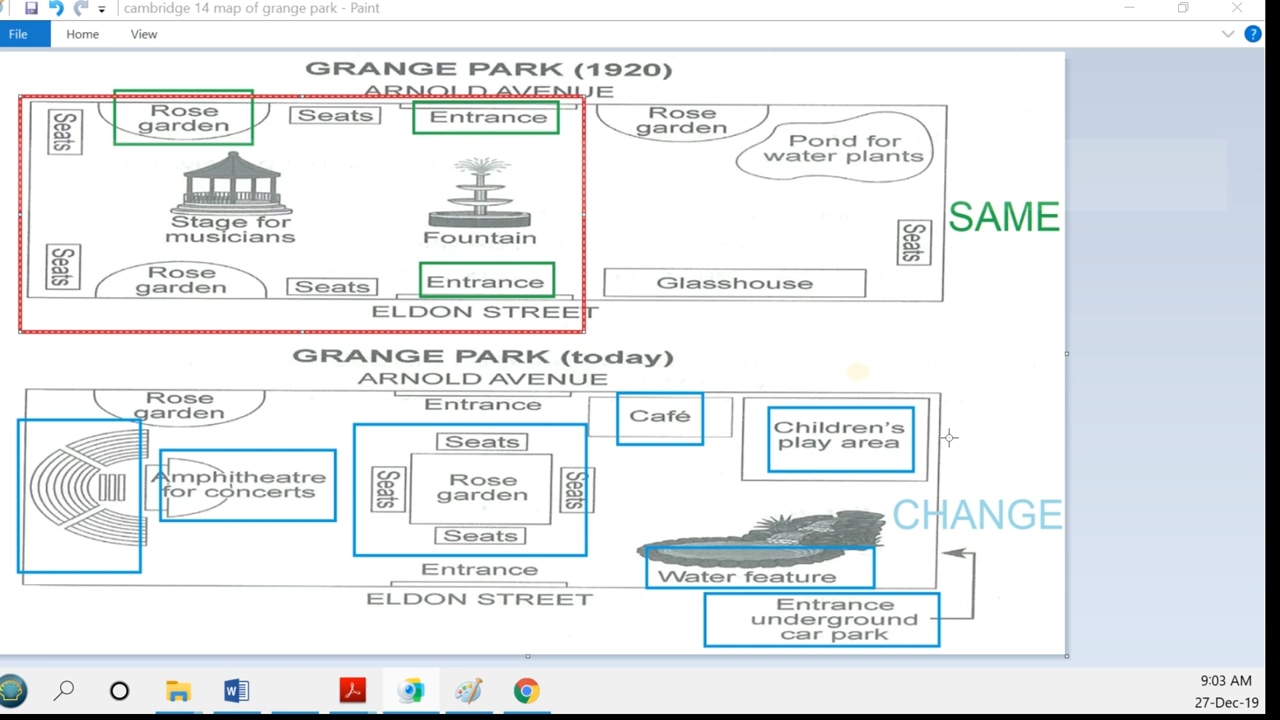 cambridge 14 map of grange park - Paint
File Home View
GRANGE PARK (1920)
ARNOLD AVENUE
Seats
Rose
garden
Seats
Entrance
Rose
garden
Pond for
water plants
Stage for
musicians
Fountain
SAME
Seats
Seats
Rose
garden
Seats
Entrance
Glasshouse
ELDON STREET
GRANGE PARK (today)
ARNOLD AVENUE
Rose
garden
Entrance
Café
Children's
play area
Seats
Amphitheatre
for concerts
Seats
Rose
garden
Seats
Seats
CHANGE
Entrance
Water feature
ELDON STREET
Entrance
underground
car park
9:03 AM
27-Dec-19